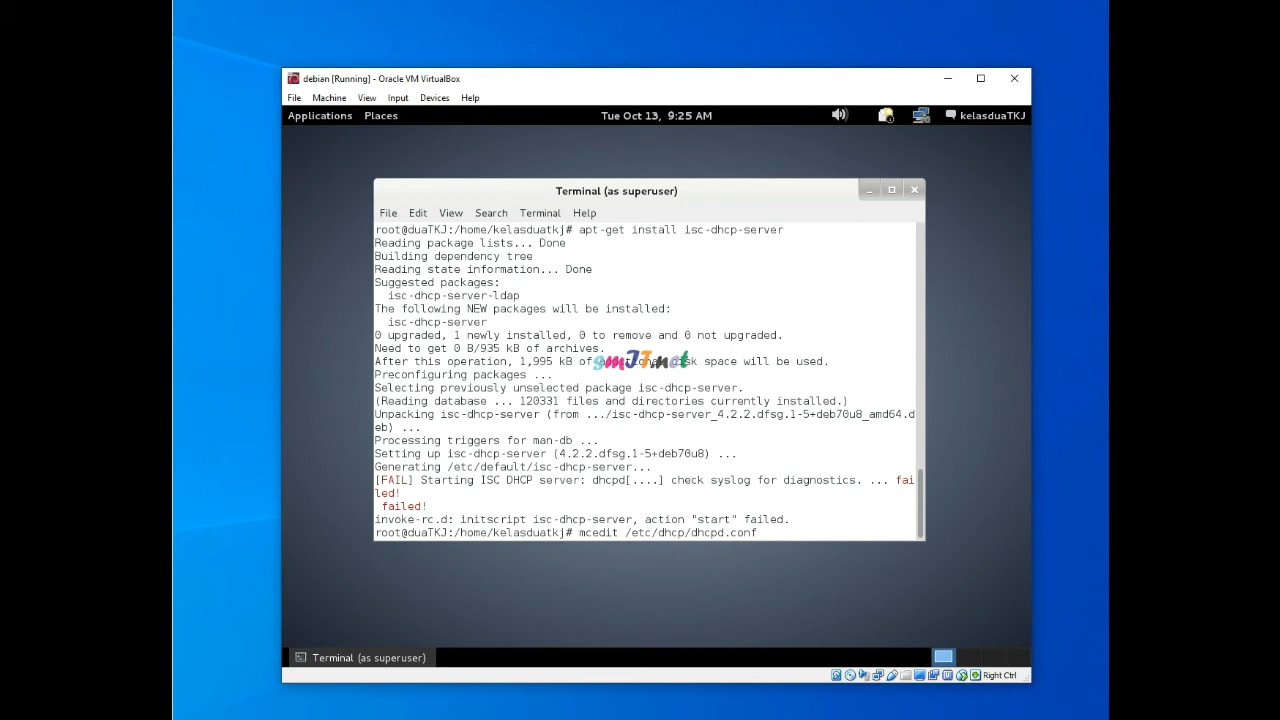 debian [Running] - Oracle VM VirtualBox
File Machine View Input Devices Help
Applications Places Tue Oct 13, 9:25 AM kelasduaTKJ
Terminal (as superuser)
File Edit View Search Terminal Help
root@duaTKJ:/home/kelasduatkj# apt-get install isc-dhcp-server
Reading package lists... Done
Building dependency tree
Reading state information... Done
Suggested packages:
isc-dhcp-server-ldap
The following NEW packages will be installed:
isc-dhcp-server
0 upgraded, 1 newly installed, 0 to remove and 0 not upgraded.
Need to get 0 B/935 kB of archives.
After this operation, 1,995 kB of disk space will be used.
smIT.not
Preconfiguring packages ...
Selecting previously unselected package isc-dhcp-server.
(Reading database ... 120331 files and directories currently installed.)
Unpacking isc-dhcp-server (from .../isc-dhcp-server_4.2.2.dfsg.1-5+deb70u8_amd64.d
eb) ...
Processing triggers for man-db ...
Setting up isc-dhcp-server (4.2.2.dfsg.1-5+deb70u8) ...
Generating /etc/default/isc-dhcp-server...
[FAIL] Starting ISC DHCP server: dhcpd[....] check syslog for diagnostics. ... fai
led!
failed!
invoke-rc.d: initscript isc-dhcp-server, action "start" failed.
root@duaTKJ:/home/kelasduatkj# mcedit /etc/dhcp/dhcpd.conf
Terminal (as superuser)
Right Ctrl